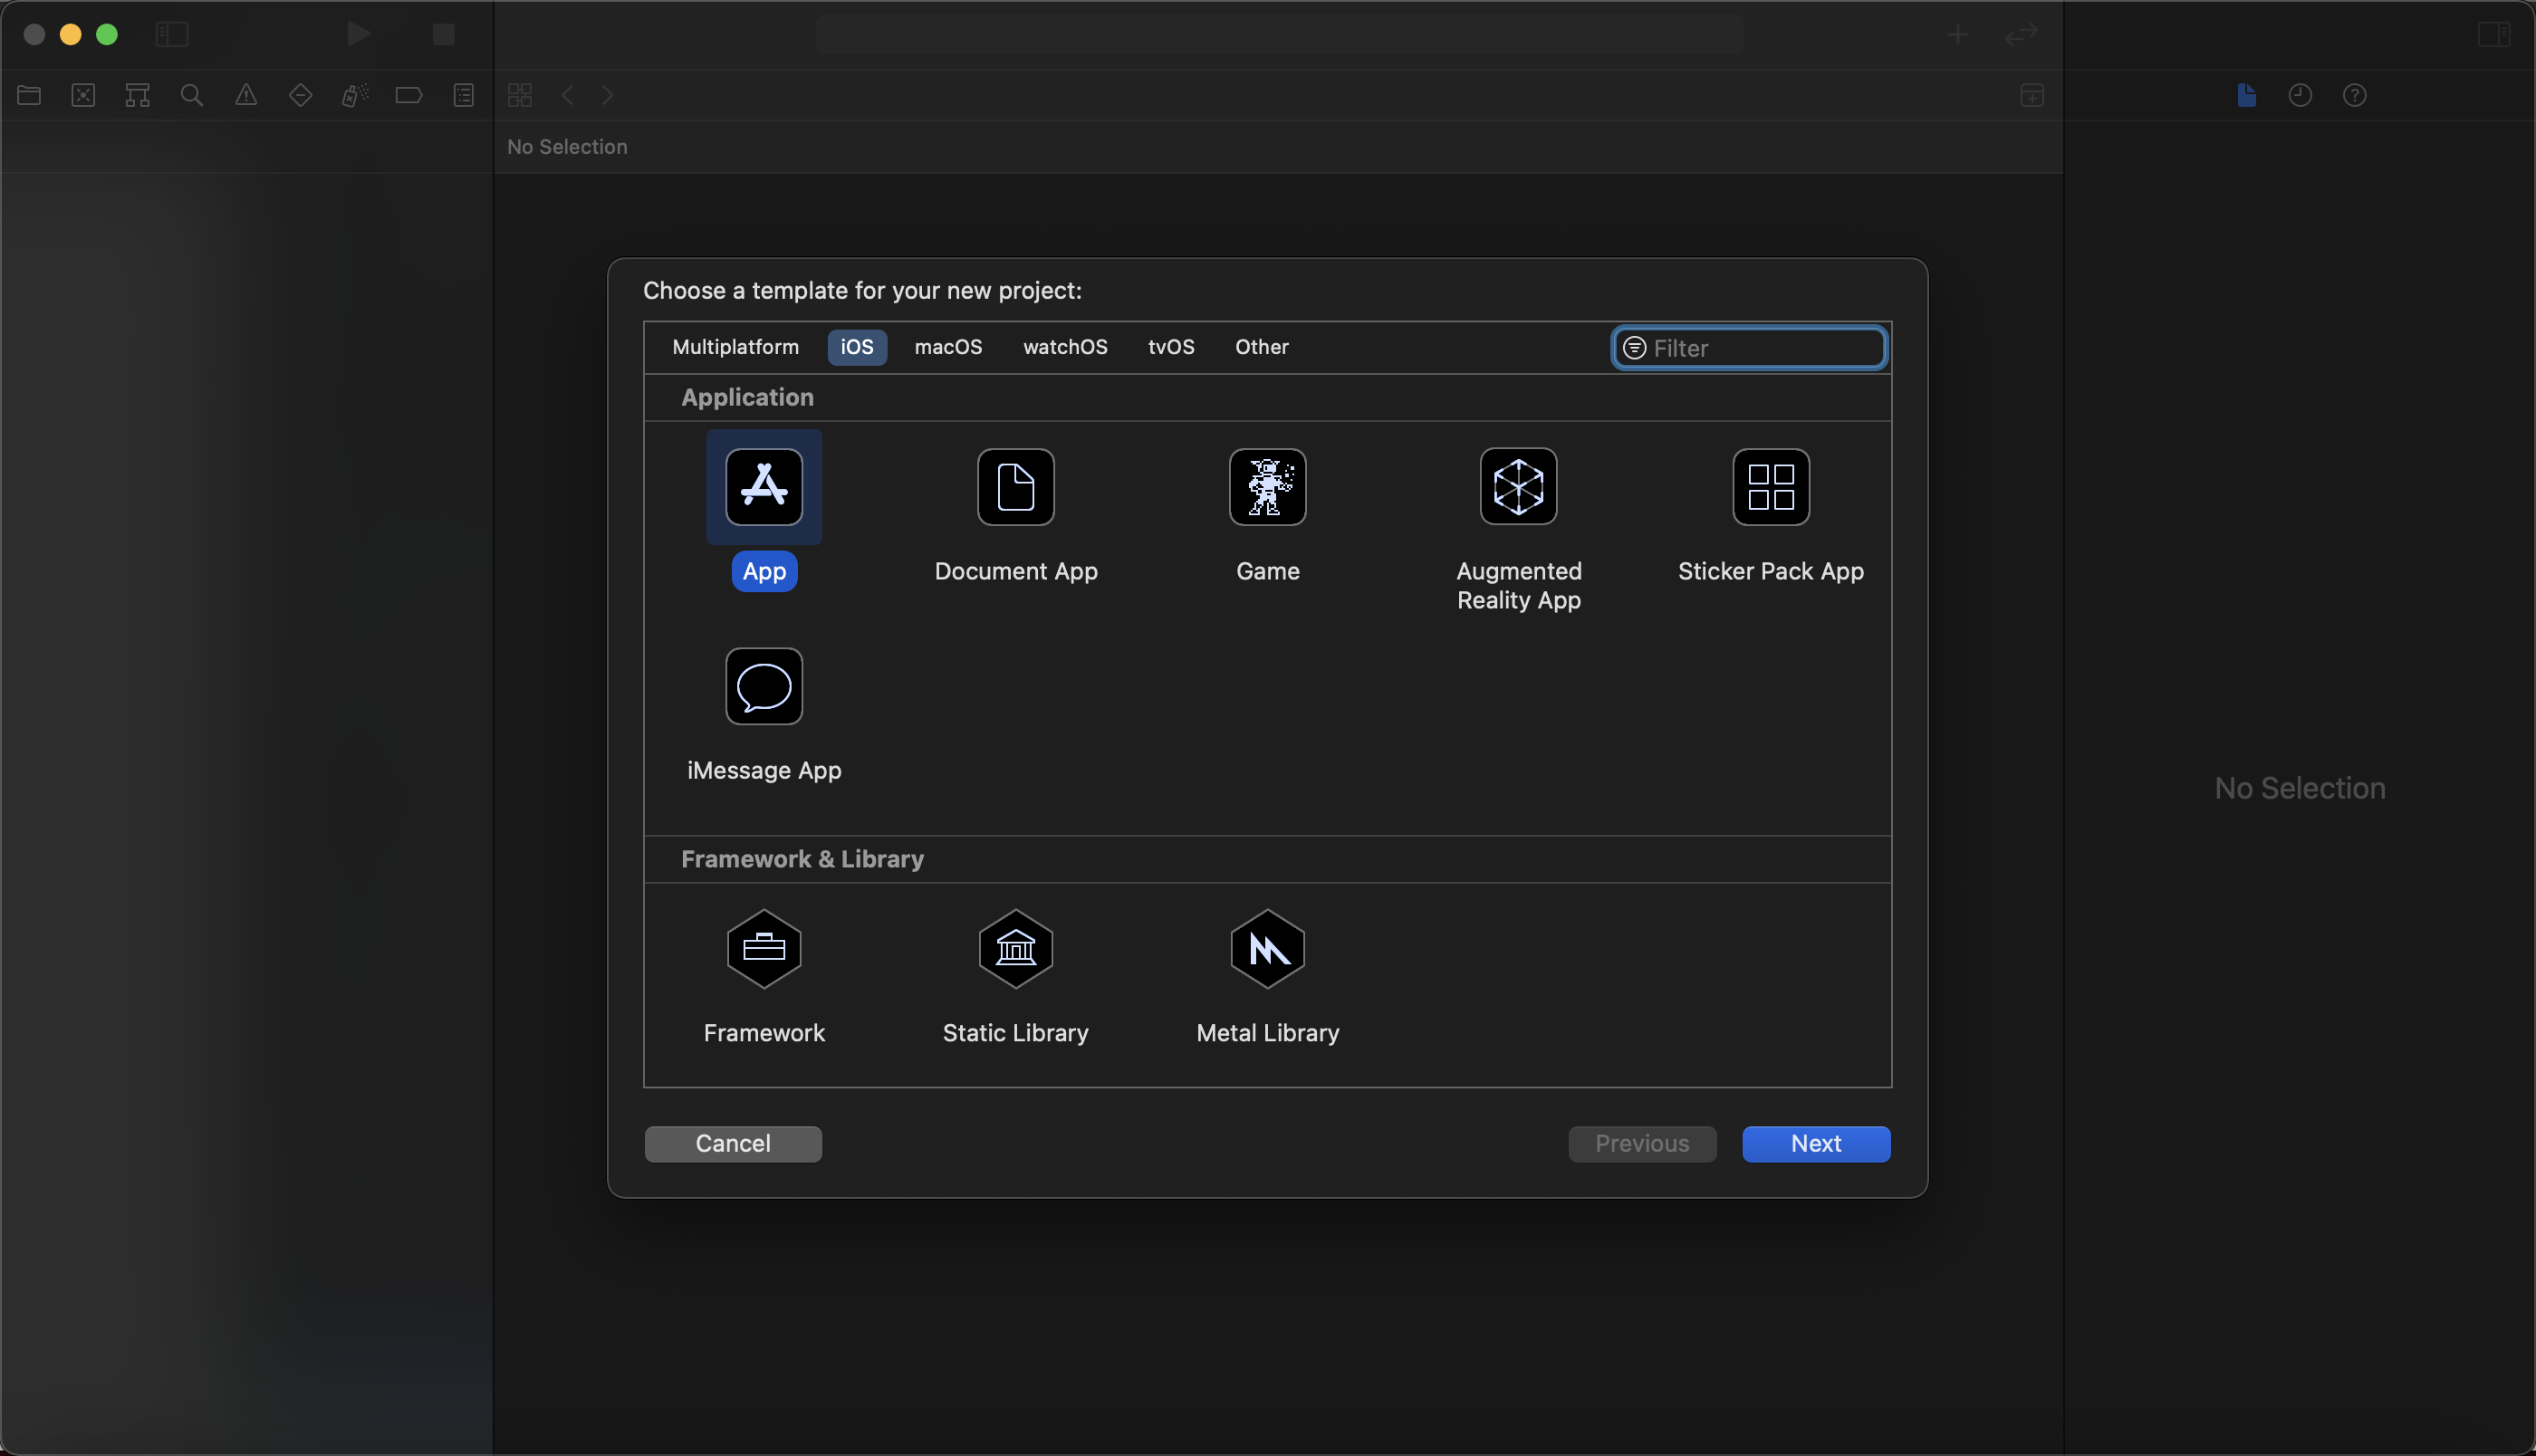 No Selection
Choose a template for your new project:
Multiplatform iOS macOS watchOS tvOS Other Filter
Application
App Document App Game Augmented Reality App Sticker Pack App
iMessage App
Framework & Library
Framework Static Library Metal Library
Cancel Previous Next
No Selection